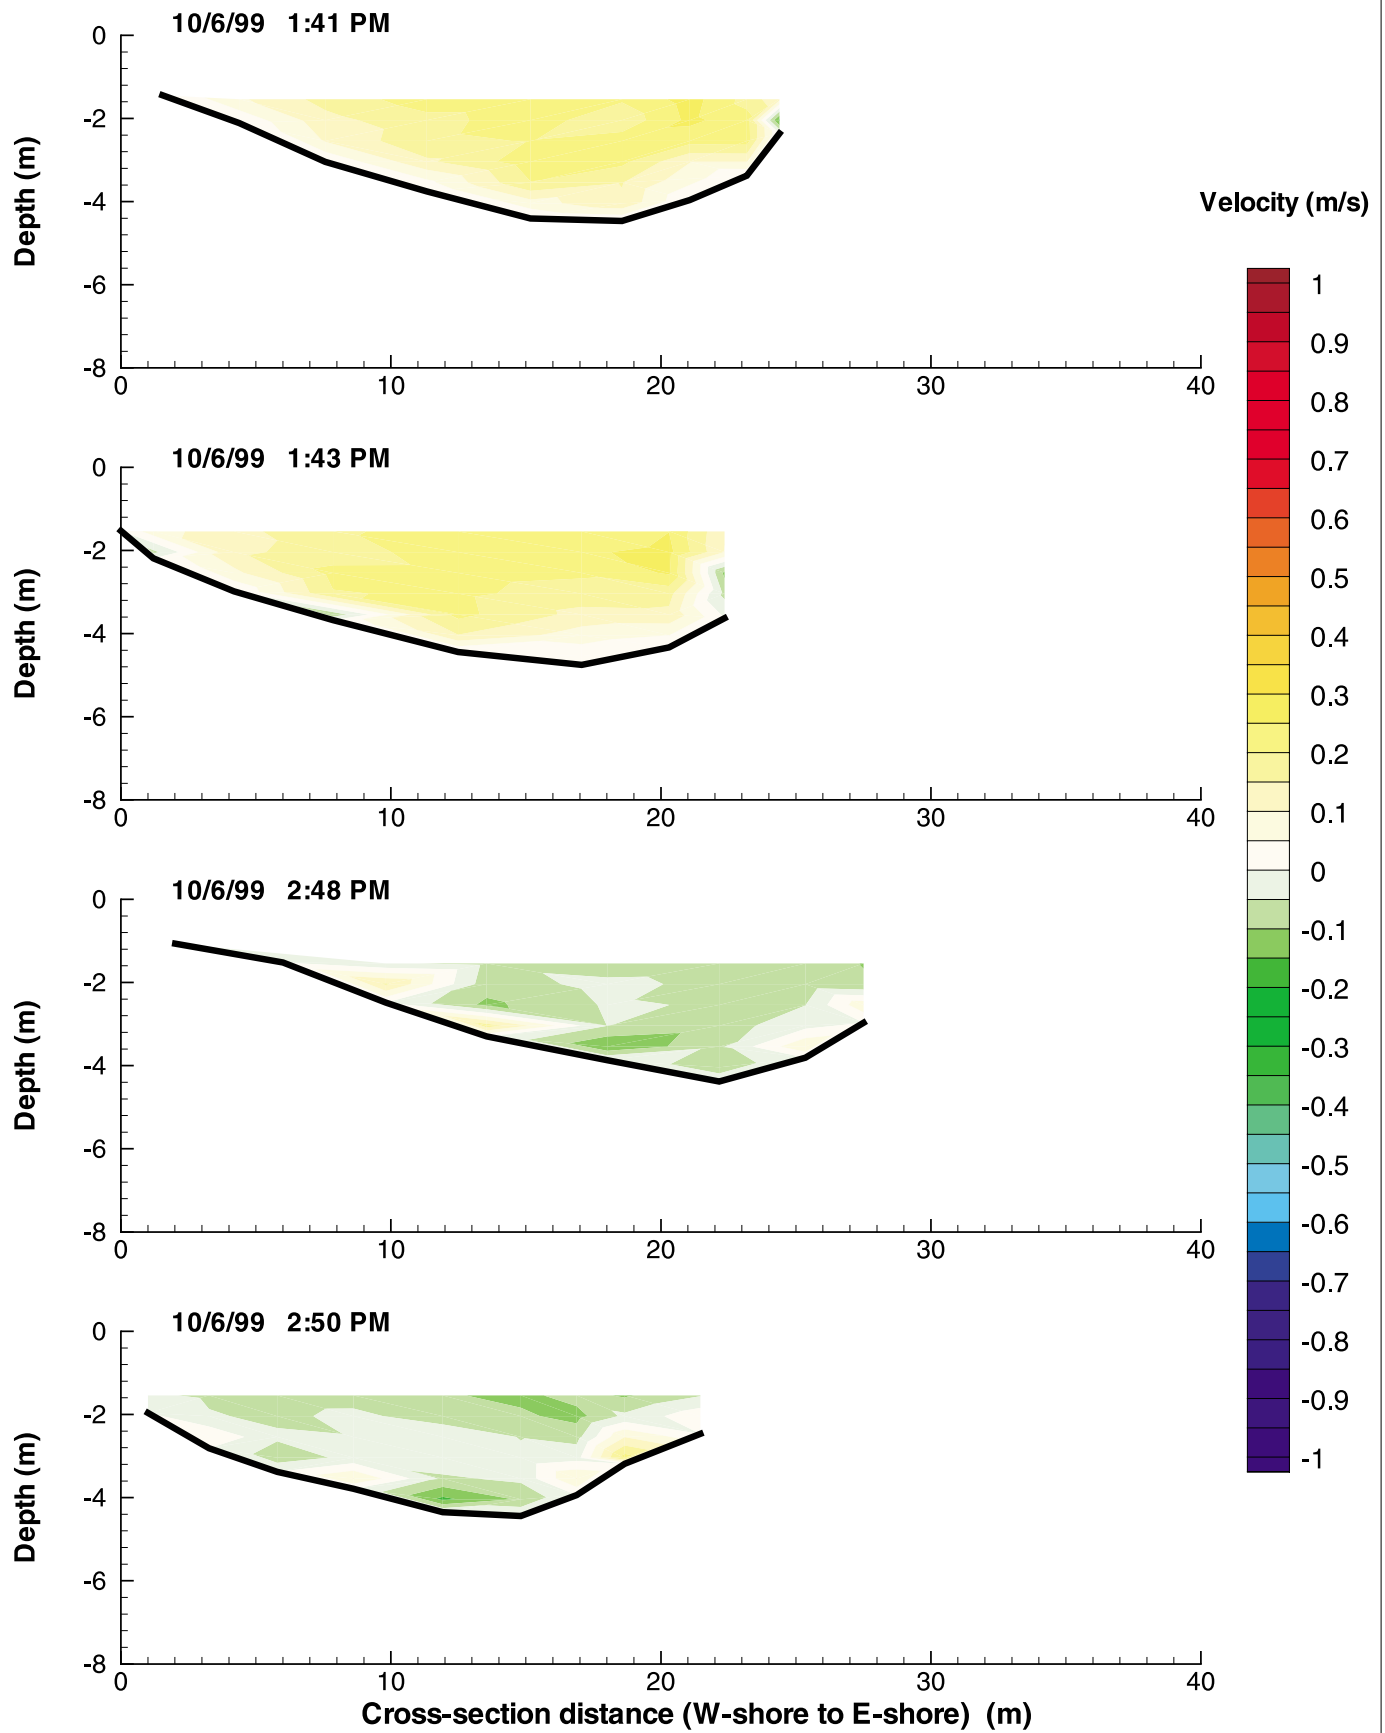 10/6/99 1:41 PM
0
-2
-4
-6
-8
Depth (m)
0 10 20 30 40
10/6/99 1:43 PM
0
-2
-4
-6
-8
Depth (m)
0 10 20 30 40
10/6/99 2:48 PM
0
-2
-4
-6
-8
Depth (m)
0 10 20 30 40
10/6/99 2:50 PM
0
-2
-4
-6
-8
Depth (m)
0 10 20 30 40
Cross-section distance (W-shore to E-shore) (m)
Velocity (m/s)
1
0.9
0.8
0.7
0.6
0.5
0.4
0.3
0.2
0.1
0
-0.1
-0.2
-0.3
-0.4
-0.5
-0.6
-0.7
-0.8
-0.9
-1